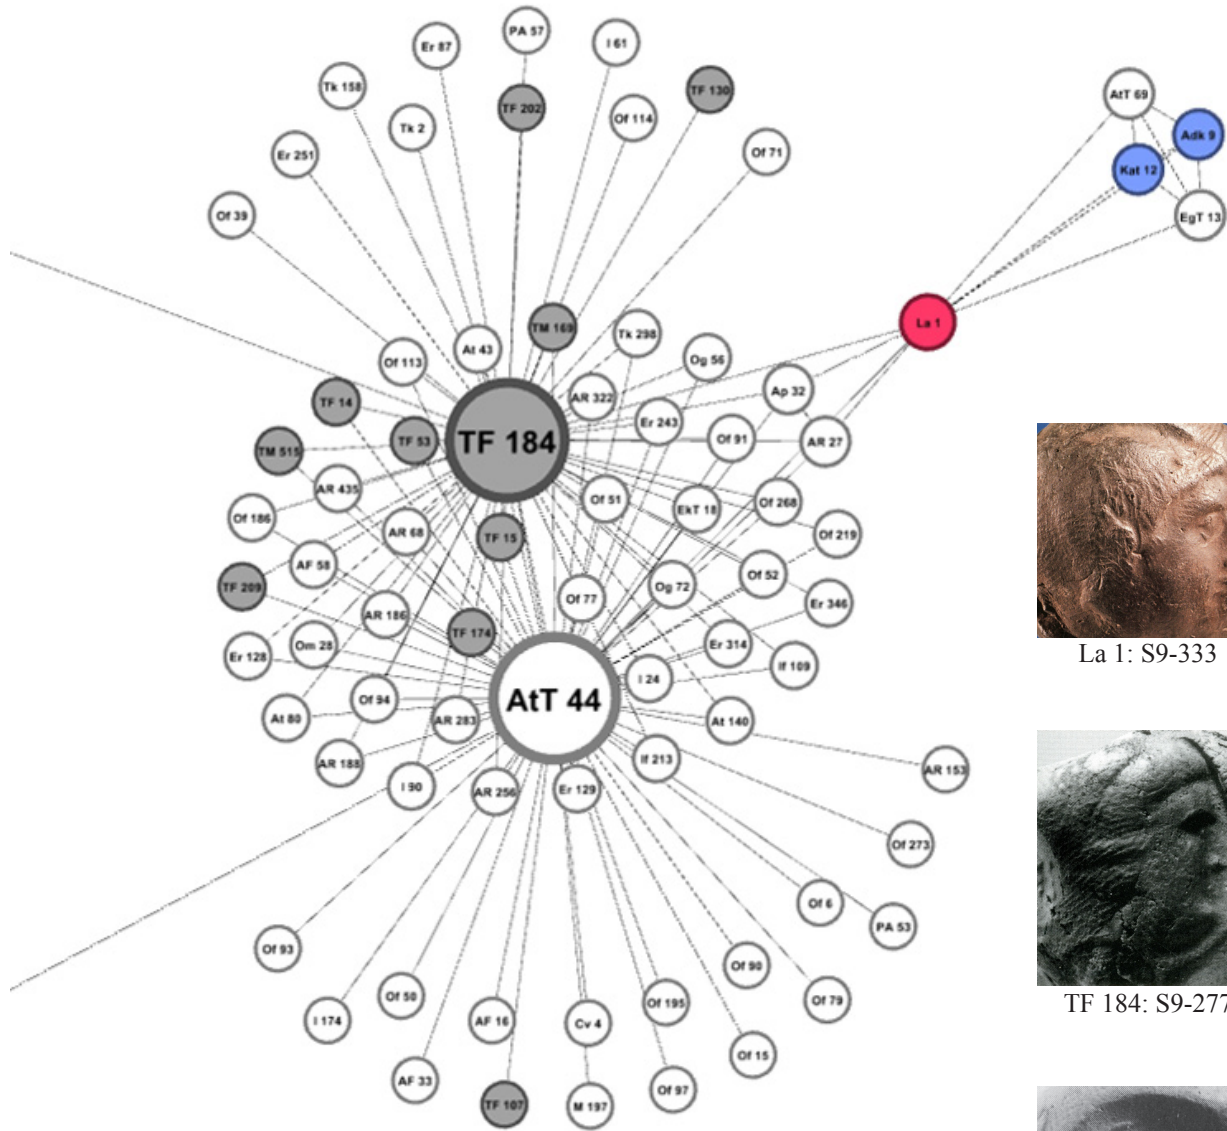 PA 57
Er 87
I 61
Tk 158
TF 130
TF 202
AtT 69
Tk 2
Of 114
Adk 9
Er 251
Of 71
Kat 12
Of 39
EgT 13
La 1
TM 169
Tk 298
At 43
Of 113
Og 56
AR 322
Ap 32
TF 14
Er 243
TF 53
TF 184
Of 91
AR 27
TM 515
AR 435
Of 51
Of 268
EkT 18
Of 186
AR 68
TF 15
Of 219
AF 58
Of 52
TF 209
Og 72
Of 77
Er 346
AR 186
TF 174
Er 314
Om 28
Er 128
If 109
I 24
AtT 44
Of 94
At 80
AR 283
At 140
AR 188
If 213
AR 153
I 90
AR 256
Er 129
Of 273
Of 6
PA 53
Of 93
Of 90
Of 50
Of 195
Of 79
I 174
AF 16
Cv 4
Of 15
AF 33
Of 97
TF 107
M 197
La 1: S9-333
TF 184: S9-277